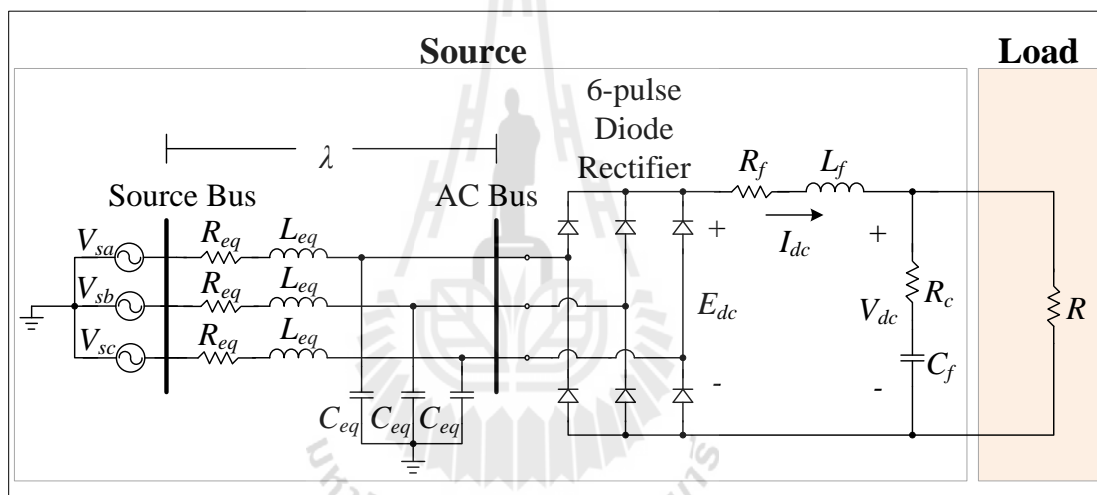 Source
Load
6-pulse
Diode
Rectifier
λ
Source Bus
AC Bus
R_f
L_f
I_dc
V_sa
V_sb
V_sc
R_eq
L_eq
R_eq
L_eq
R_eq
L_eq
C_eq
C_eq
C_eq
+
E_dc
-
+
V_dc
-
R_c
C_f
R